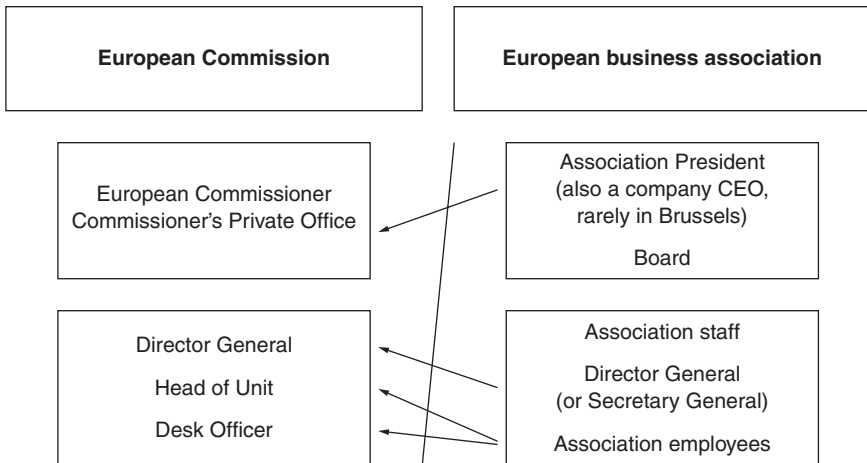 European Commission
European business association
European Commissioner
Commissioner's Private Office
Association President
(also a company CEO,
rarely in Brussels)
Board
Director General
Head of Unit
Desk Officer
Association staff
Director General
(or Secretary General)
Association employees